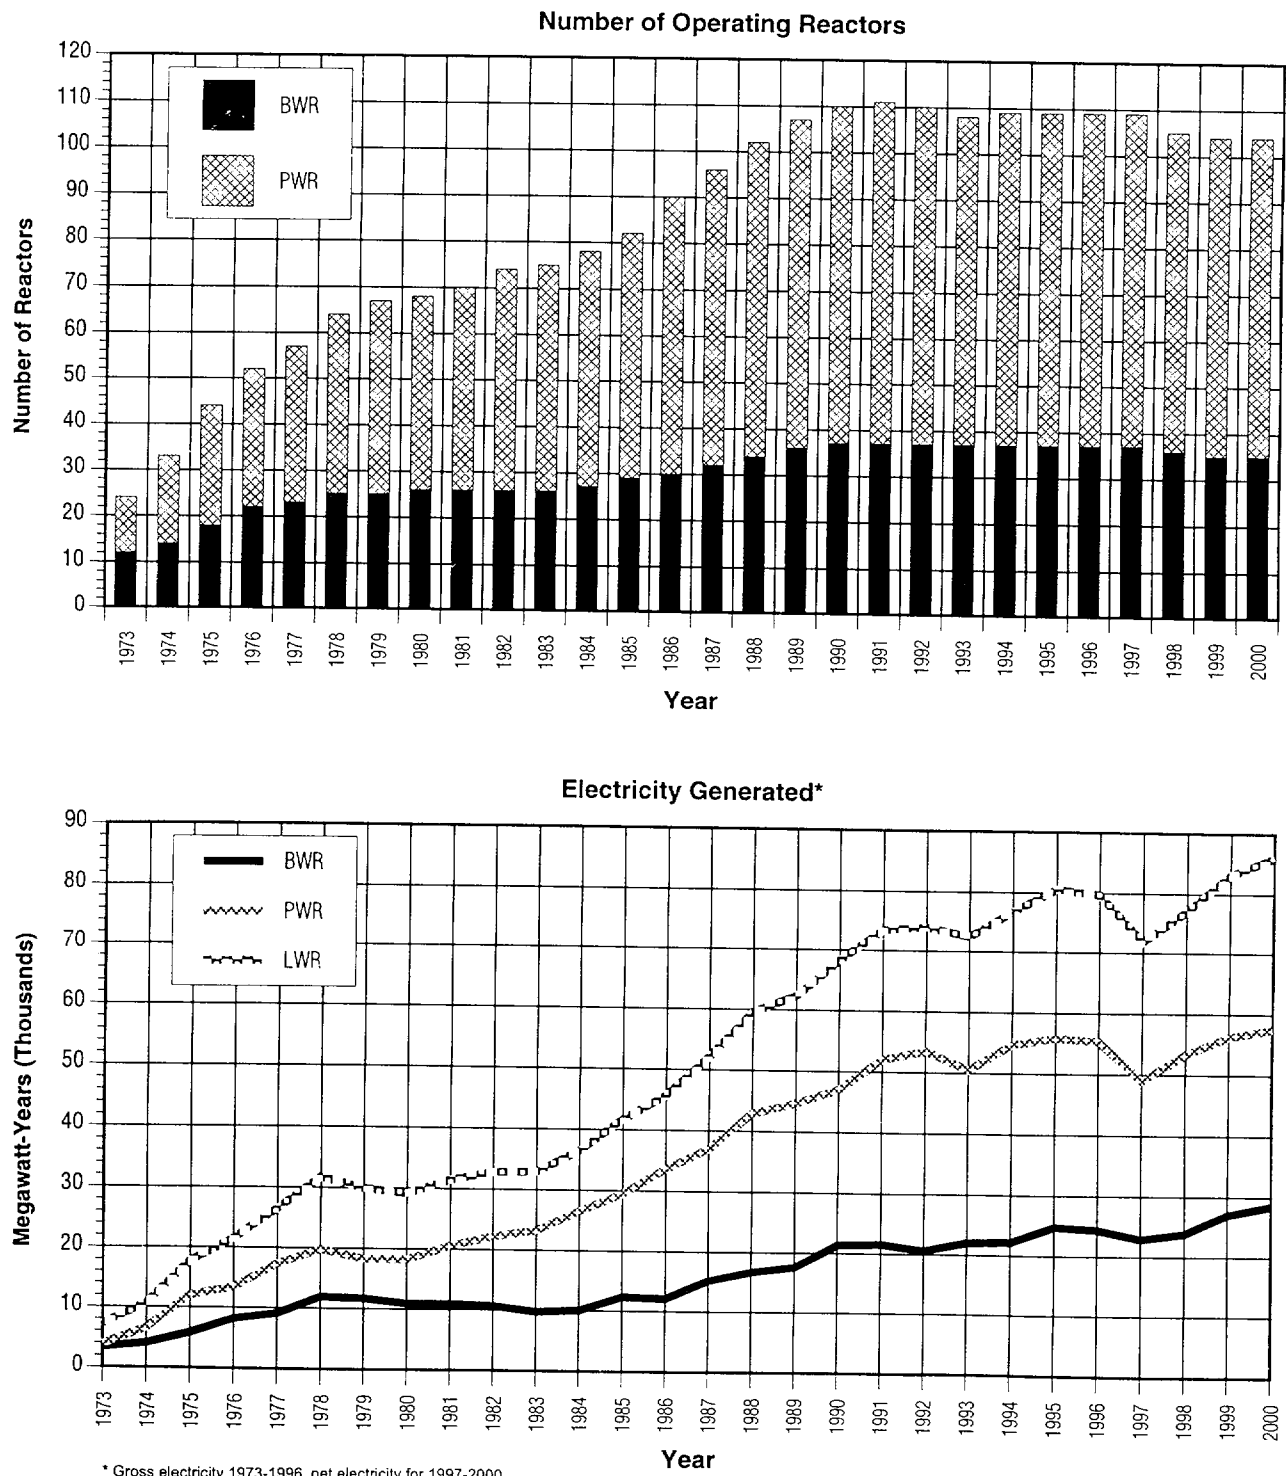 Number of Operating Reactors
120
110
100
90
80
70
60
50
40
30
20
10
0
BWR
PWR
Number of Reactors
1973 1974 1975 1976 1977 1978 1979 1980 1981 1982 1983 1984 1985 1986 1987 1988 1989 1990 1991 1992 1993 1994 1995 1996 1997 1998 1999 2000
Year
Electricity Generated*
90
80
70
60
50
40
30
20
10
0
BWR
PWR
LWR
Megawatt-Years (Thousands)
1973 1974 1975 1976 1977 1978 1979 1980 1981 1982 1983 1984 1985 1986 1987 1988 1989 1990 1991 1992 1993 1994 1995 1996 1997 1998 1999 2000
Year
* Gross electricity 1973-1996, net electricity for 1997-2000